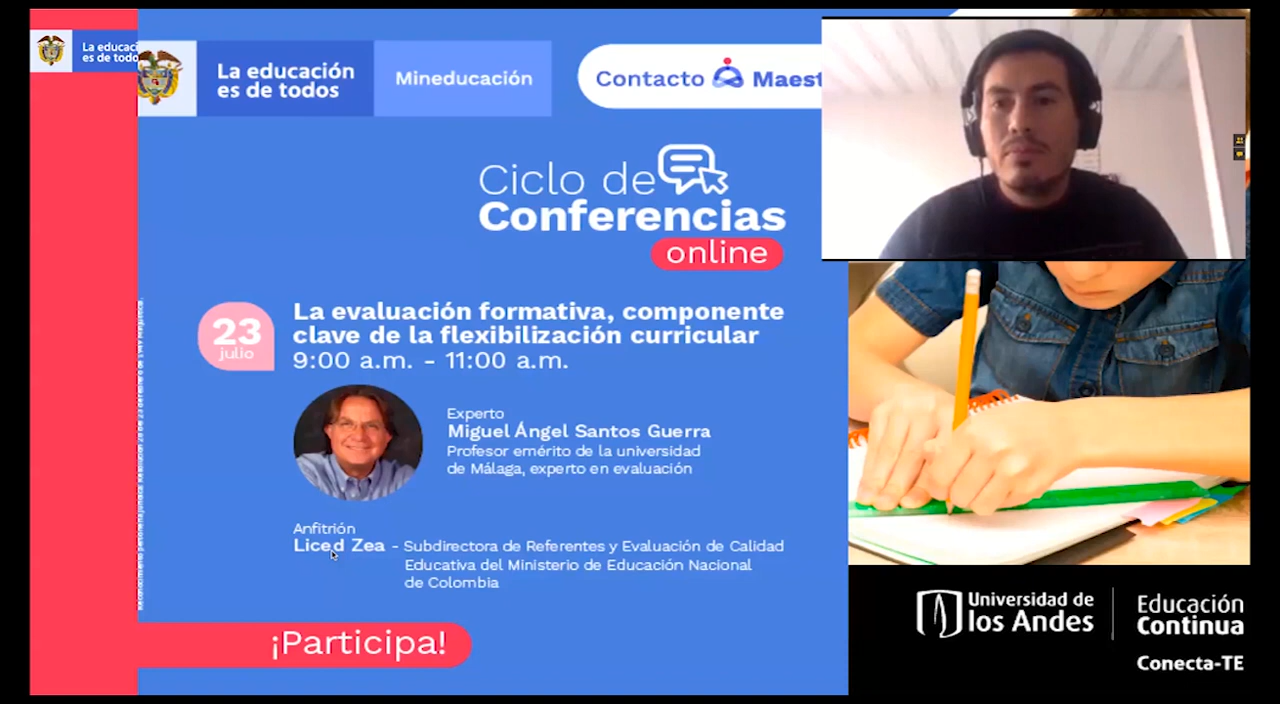 La educaci
es de todo
La educación
es de todos
Mineducación
Contacto Maest
Ciclo de
Conferencias
online
23
julio
La evaluación formativa, componente
clave de la flexibilización curricular
9:00 a.m. - 11:00 a.m.
Experto
Miguel Ángel Santos Guerra
Profesor emérito de la universidad
de Málaga, experto en evaluación
Anfitrión
Liced Zea - Subdirectora de Referentes y Evaluación de Calidad
Educativa del Ministerio de Educación Nacional
de Colombia
¡Participa!
Universidad de
los Andes
Educación
Continua
Conecta-TE